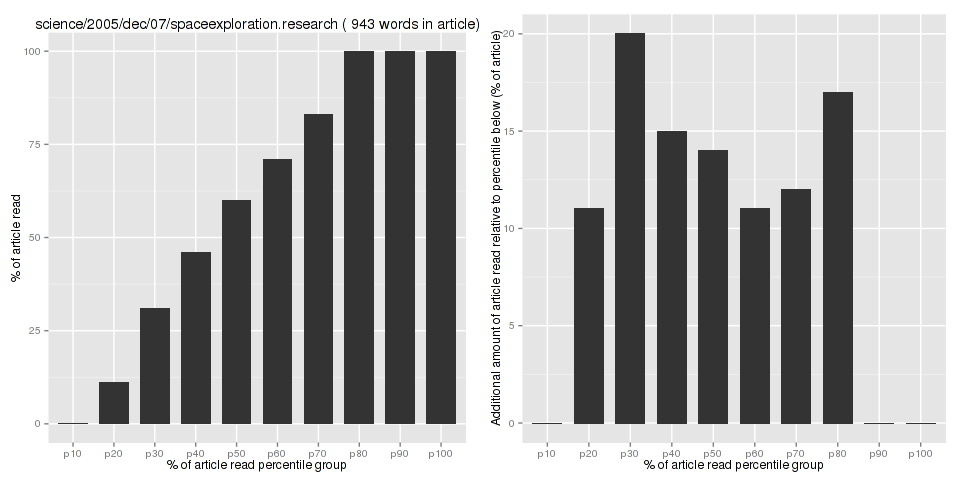 science/2005/dec/07/spaceexploration.research ( 943 words in article)
% of article read
100
75
50
25
0
p10 p20 p30 p40 p50 p60 p70 p80 p90 p100
% of article read percentile group
Additional amount of article read relative to percentile below (% of article)
20
15
10
5
0
p10 p20 p30 p40 p50 p60 p70 p80 p90 p100
% of article read percentile group